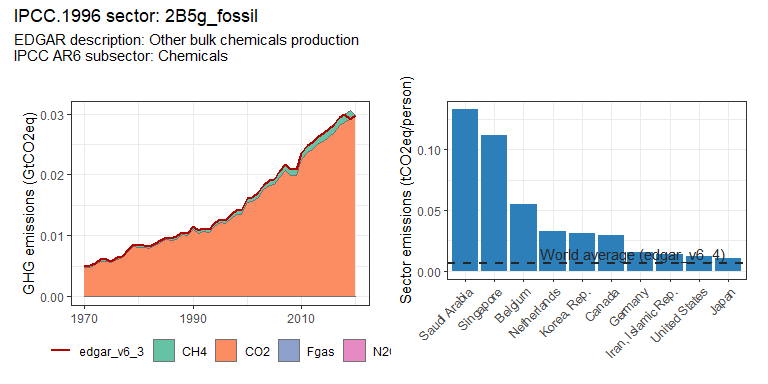 IPCC.1996 sector: 2B5g_fossil
EDGAR description: Other bulk chemicals production
IPCC AR6 subsector: Chemicals
GHG emissions (GtCO2eq)
0.03
0.02
0.01
0.00
1970
1990
2010
edgar_v6_3
CH4
CO2
Fgas
N2
Sector emissions (tCO2eq/person)
0.10
0.05
0.00
World average (edgar_v6_4)
Saudi Arabia
Singapore
Belgium
Netherlands
Korea, Rep.
Canada
Germany
Iran, Islamic Rep.
United States
Japan